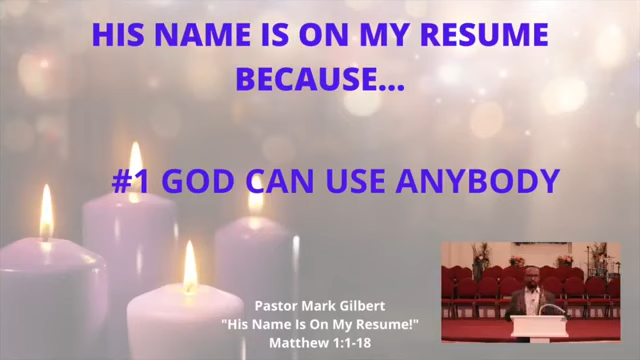 HIS NAME IS ON MY RESUME
BECAUSE...
#1 GOD CAN USE ANYBODY
Pastor Mark Gilbert
"His Name Is On My Resume!"
Matthew 1:1-18